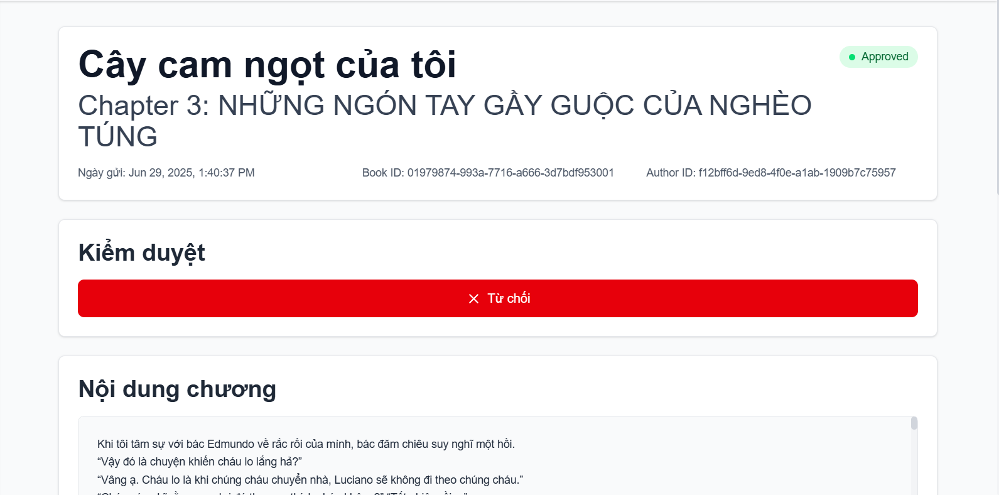 Cây cam ngọt của tôi
Approved
Chapter 3: NHỮNG NGÓN TAY GẦY GUỘC CỦA NGHÈO
TÚNG
Ngày gửi: Jun 29, 2025, 1:40:37 PM
Book ID: 01979874-993a-7716-a666-3d7bdf953001
Author ID: f12bff6d-9ed8-4f0e-a1ab-1909b7c75957
Kiểm duyệt
Từ chối
Nội dung chương
Khi tôi tâm sự với bác Edmundo về rắc rối của mình, bác đăm chiêu suy nghĩ một hồi.
“Vậy đó là chuyện khiến cháu lo lắng hả?”
“Vâng ạ. Cháu lo là khi chúng cháu chuyển nhà, Luciano sẽ không đi theo chúng cháu.”